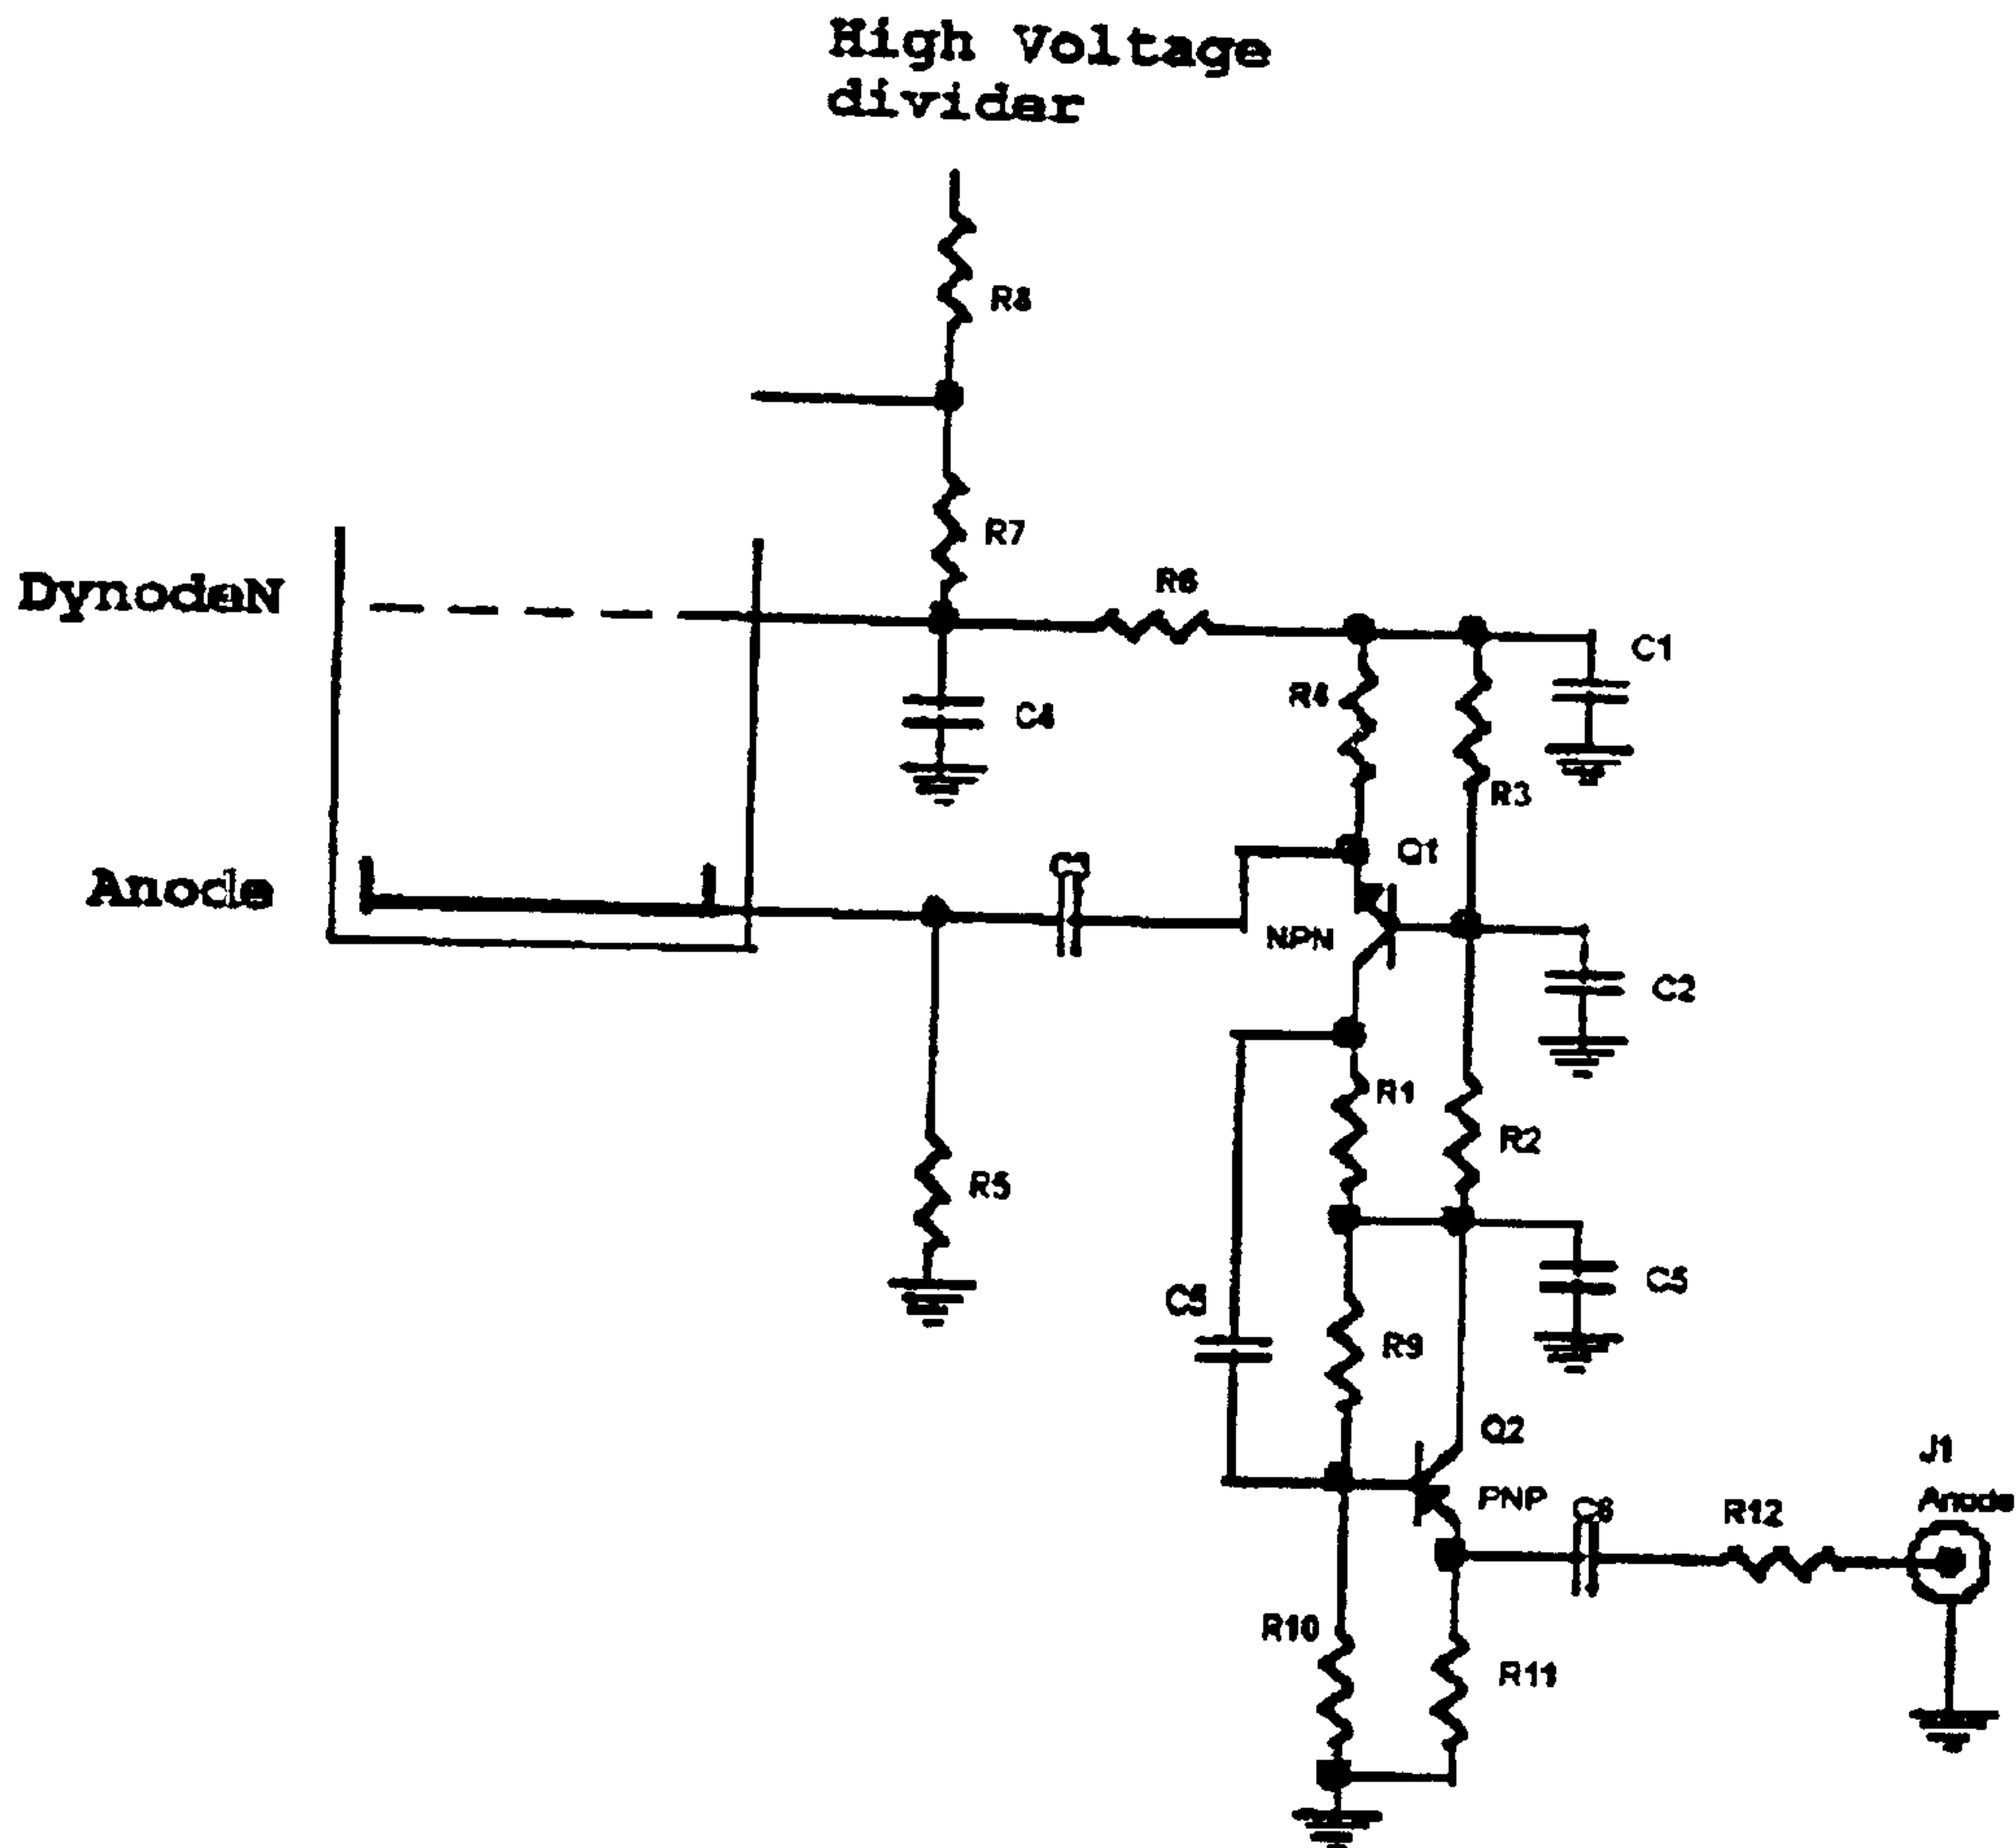 High Voltage
divider
R8
R7
DynodeN
R6
C1
R4
C4
R3
Q1
Anode
NPN
C2
R1
R2
R5
C5
R9
Q2
J1
PNP
Anode
C8
R12
R10
R11